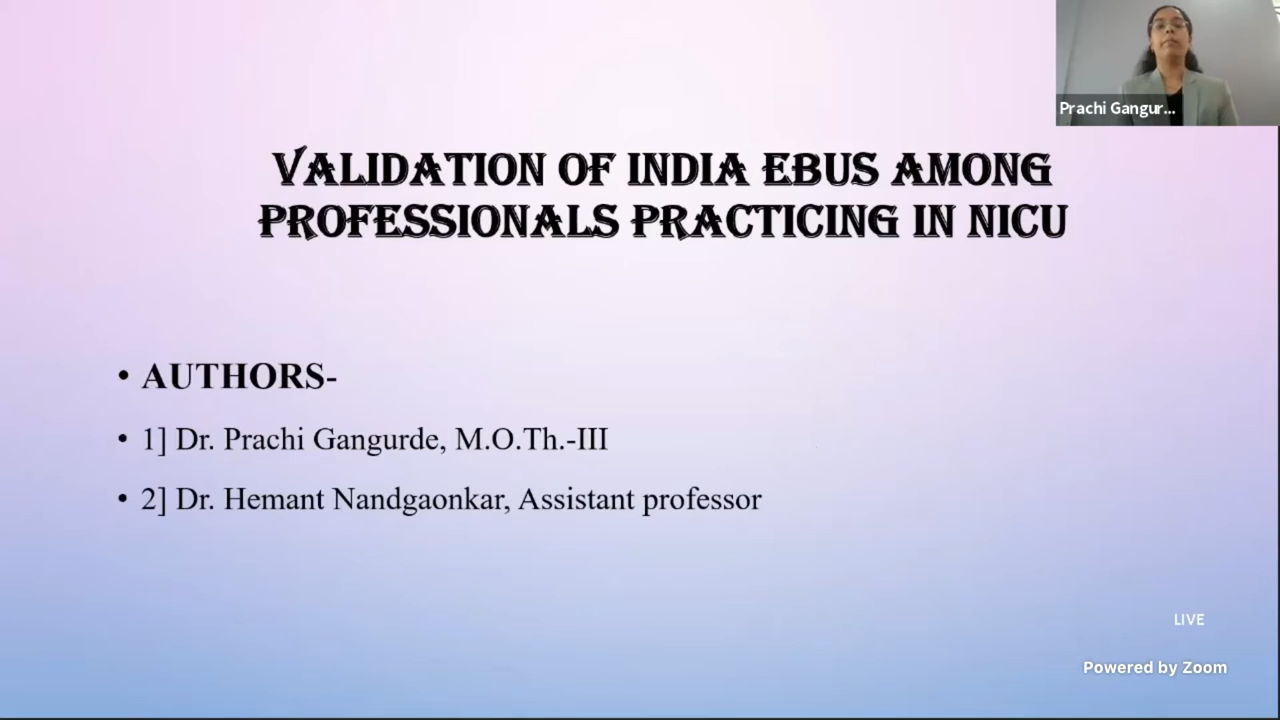 Prachi Gangur...
VALIDATION OF INDIA EBUS AMONG
PROFESSIONALS PRACTICING IN NICU
• AUTHORS-
• 1] Dr. Prachi Gangurde, M.O.Th.-III
• 2] Dr. Hemant Nandgaonkar, Assistant professor
LIVE
Powered by Zoom